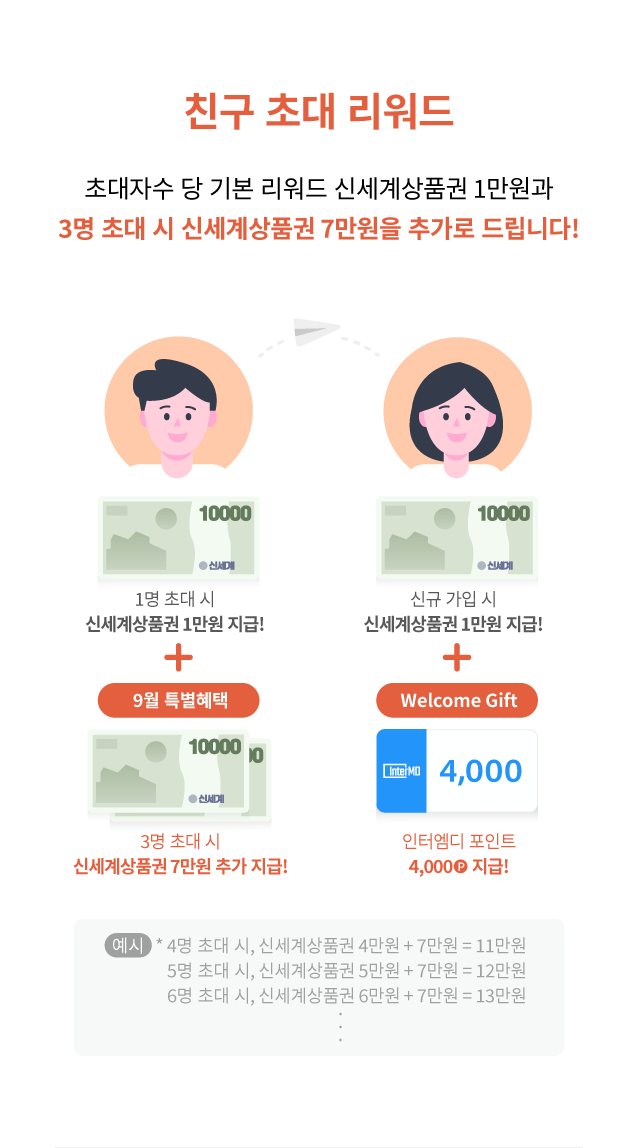 친구 초대 리워드
초대자수 당 기본 리워드 신세계상품권 1만원과
3명 초대 시 신세계상품권 7만원을 추가로 드립니다!
10000
신세계
1명 초대 시
신세계상품권 1만원 지급!
+
9월 특별혜택
10000
00
신세계
3명 초대 시
신세계상품권 7만원 추가 지급!
10000
신세계
신규 가입 시
신세계상품권 1만원 지급!
+
Welcome Gift
InterMD
4,000
인터엠디 포인트
4,000P 지급!
예시 * 4명 초대 시, 신세계상품권 4만원 + 7만원 = 11만원
5명 초대 시, 신세계상품권 5만원 + 7만원 = 12만원
6명 초대 시, 신세계상품권 6만원 + 7만원 = 13만원